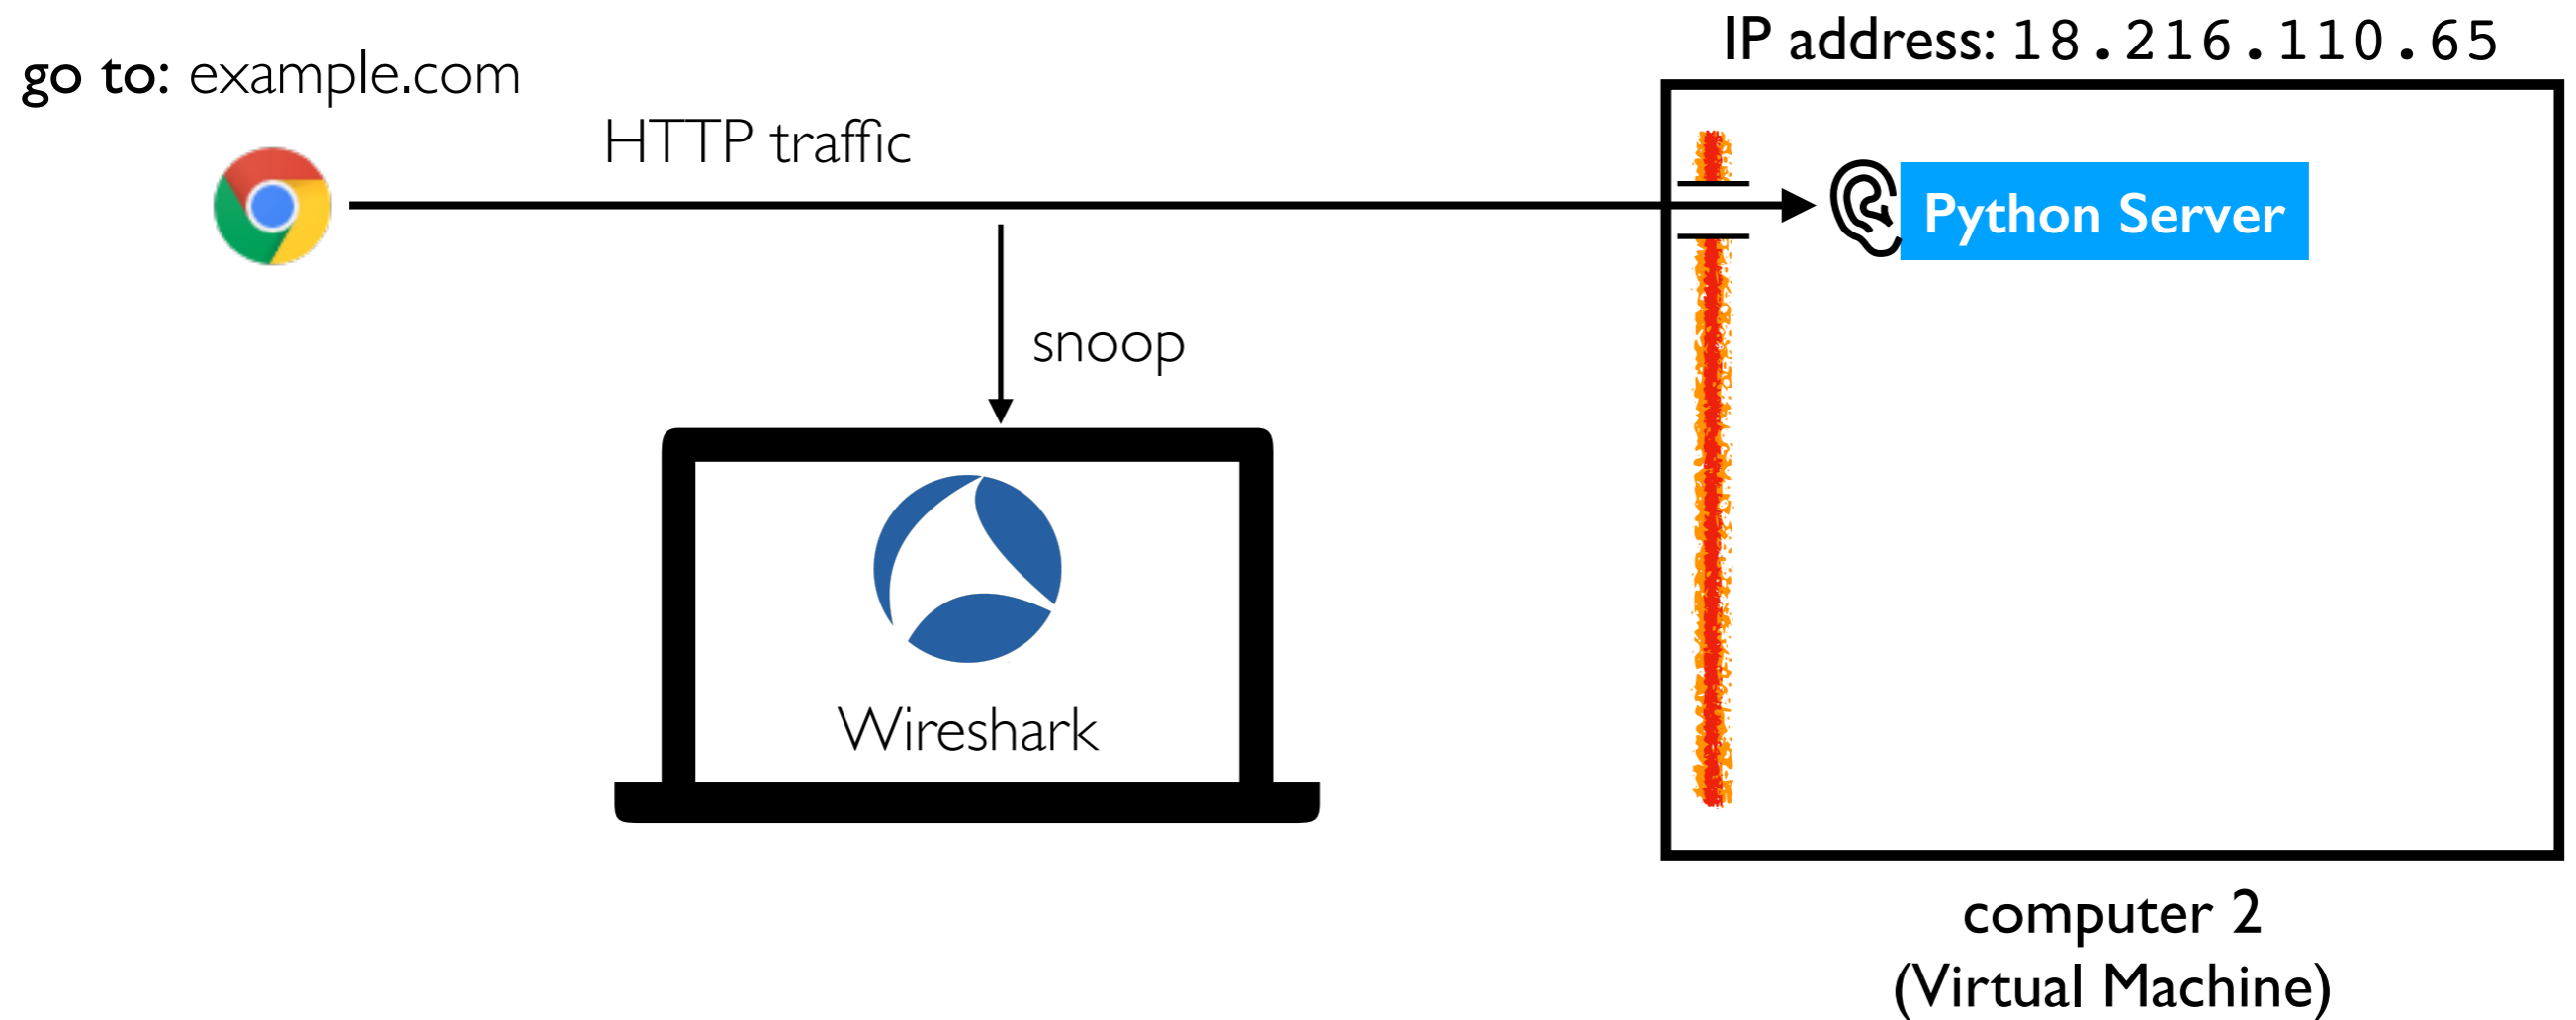 IP address: 18.216.110.65
go to: example.com
HTTP traffic
Python Server
snoop
Wireshark
computer 2
(Virtual Machine)